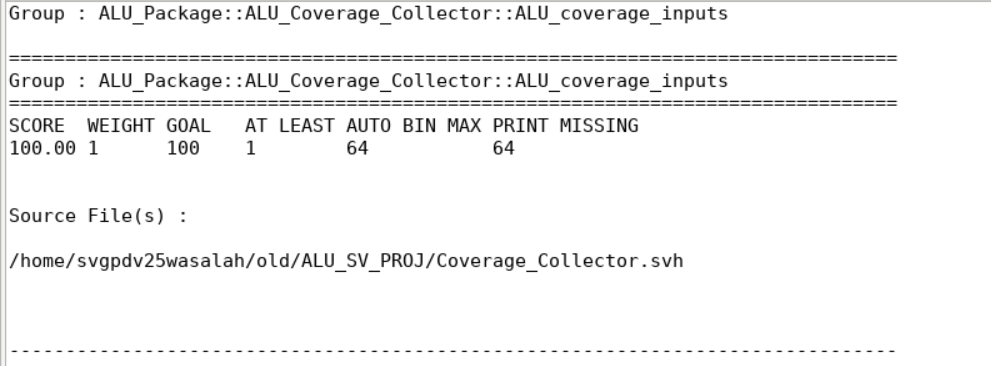 Group : ALU_Package::ALU_Coverage_Collector::ALU_coverage_inputs
===============================================================================
Group : ALU_Package::ALU_Coverage_Collector::ALU_coverage_inputs
===============================================================================
SCORE  WEIGHT GOAL   AT LEAST AUTO BIN MAX PRINT MISSING
100.00 1      100    1        64           64
Source File(s) :
/home/svgpdv25wasalah/old/ALU_SV_PROJ/Coverage_Collector.svh
-------------------------------------------------------------------------------